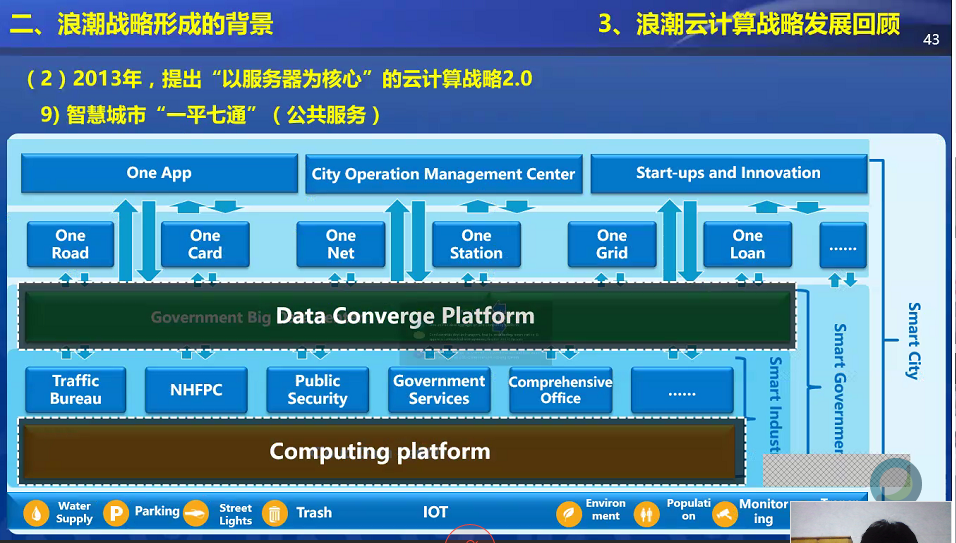 二、浪潮战略形成的背景
3、浪潮云计算战略发展回顾
43
（2）2013年，提出“以服务器为核心”的云计算战略2.0
9) 智慧城市“一平七通”（公共服务）
One App
City Operation Management Center
Start-ups and Innovation
One
Road
One
Card
One
Net
One
Station
One
Grid
One
Loan
......
Government Big
Data Converge Platform
Traffic
Bureau
NHFPC
Public
Security
Government
Services
Comprehensive
Office
......
Computing platform
Smart Indust
Smart Governmen
Smart City
Water
Supply
Parking
Street
Lights
Trash
IOT
Environ
ment
Populati
on
Monitor
ing